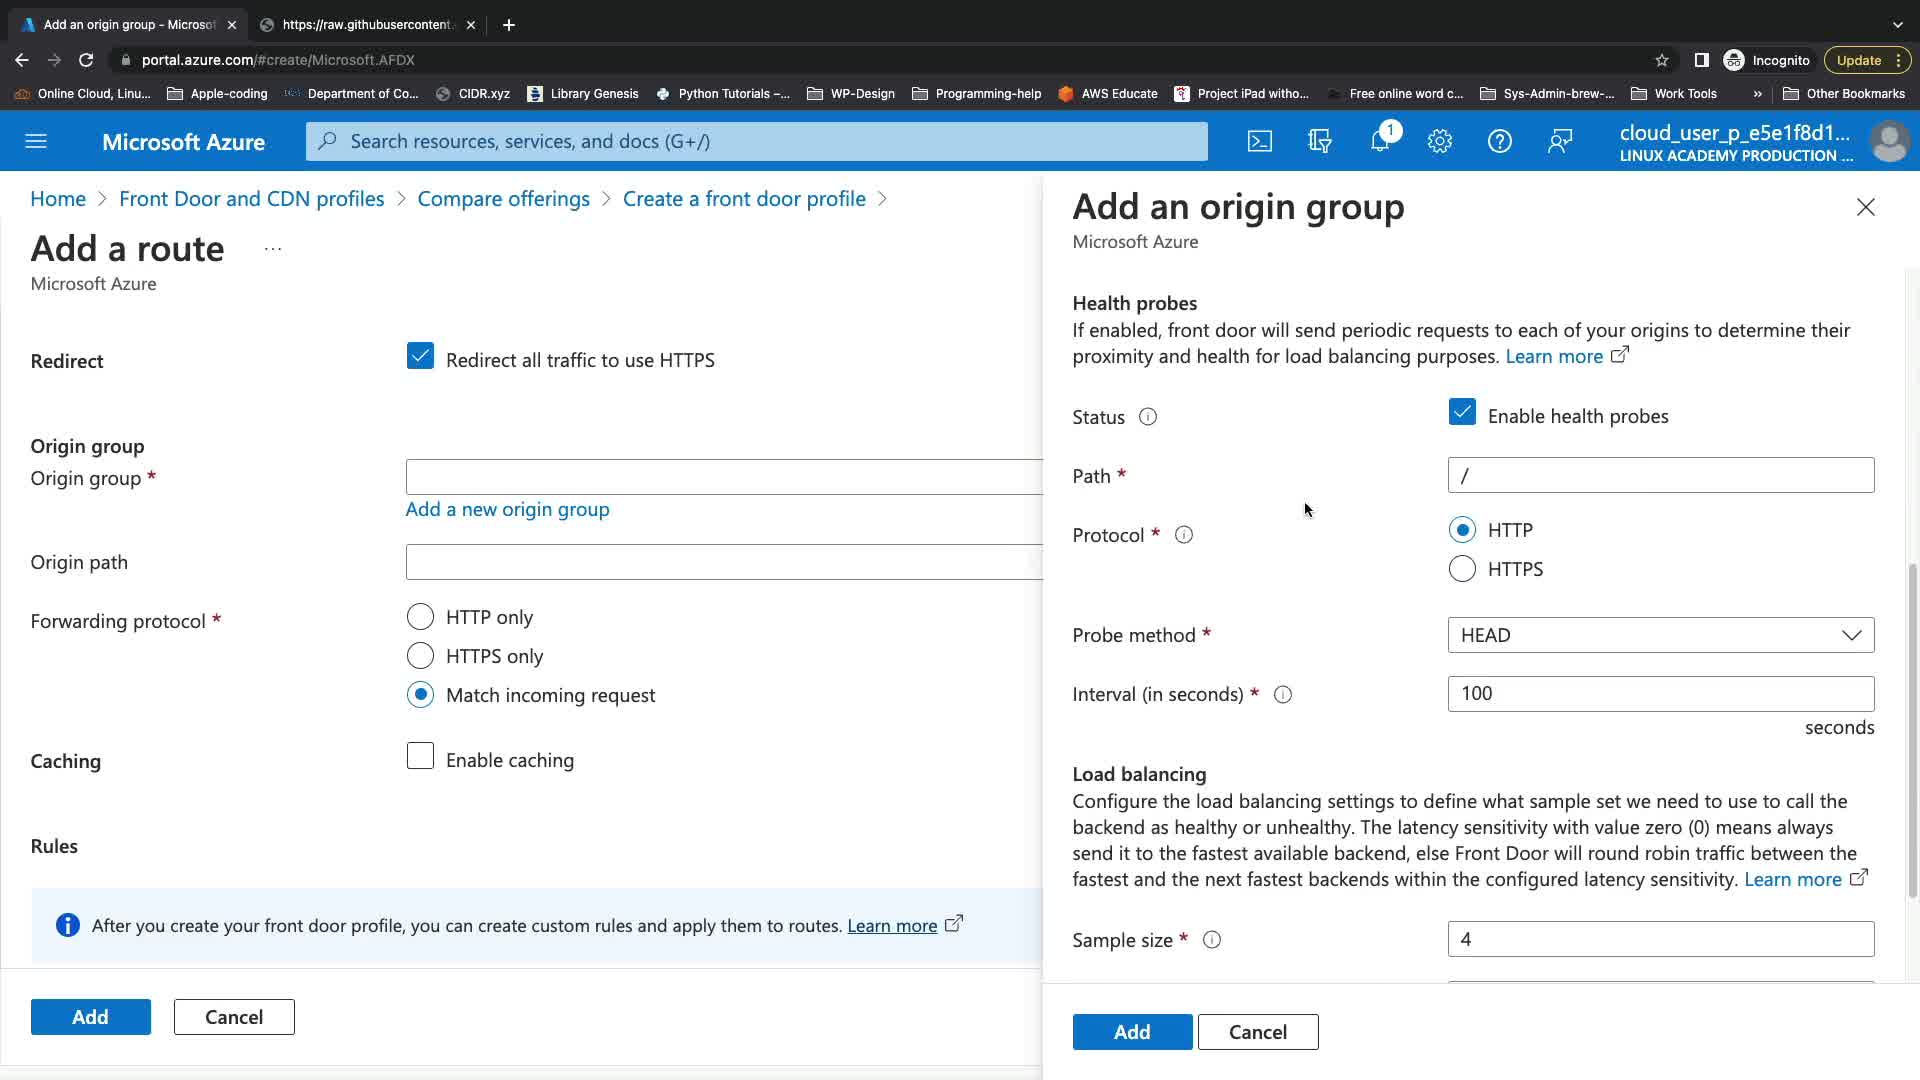 Add an origin group - Microsof
https://raw.githubusercontent.
portal.azure.com/#create/Microsoft.AFDX
Incognito
Update
Online Cloud, Linu...
Apple-coding
Department of Co...
CIDR.xyz
Library Genesis
Python Tutorials –...
WP-Design
Programming-help
AWS Educate
Project iPad witho...
Free online word c...
Sys-Admin-brew-...
Work Tools
»
Other Bookmarks
Microsoft Azure
Search resources, services, and docs (G+/)
1
cloud_user_p_e5e1f8d1...
LINUX ACADEMY PRODUCTION ...
Home > Front Door and CDN profiles > Compare offerings > Create a front door profile >
Add a route ...
Microsoft Azure
Redirect
Redirect all traffic to use HTTPS
Origin group
Origin group *
Add a new origin group
Origin path
Forwarding protocol *
HTTP only
HTTPS only
Match incoming request
Caching
Enable caching
Rules
After you create your front door profile, you can create custom rules and apply them to routes. Learn more
Add
Cancel
Add an origin group
Microsoft Azure
Health probes
If enabled, front door will send periodic requests to each of your origins to determine their
proximity and health for load balancing purposes. Learn more
Status
Enable health probes
Path *
/
Protocol *
HTTP
HTTPS
Probe method *
HEAD
Interval (in seconds) *
100
seconds
Load balancing
Configure the load balancing settings to define what sample set we need to use to call the
backend as healthy or unhealthy. The latency sensitivity with value zero (0) means always
send it to the fastest available backend, else Front Door will round robin traffic between the
fastest and the next fastest backends within the configured latency sensitivity. Learn more
Sample size *
4
Add
Cancel